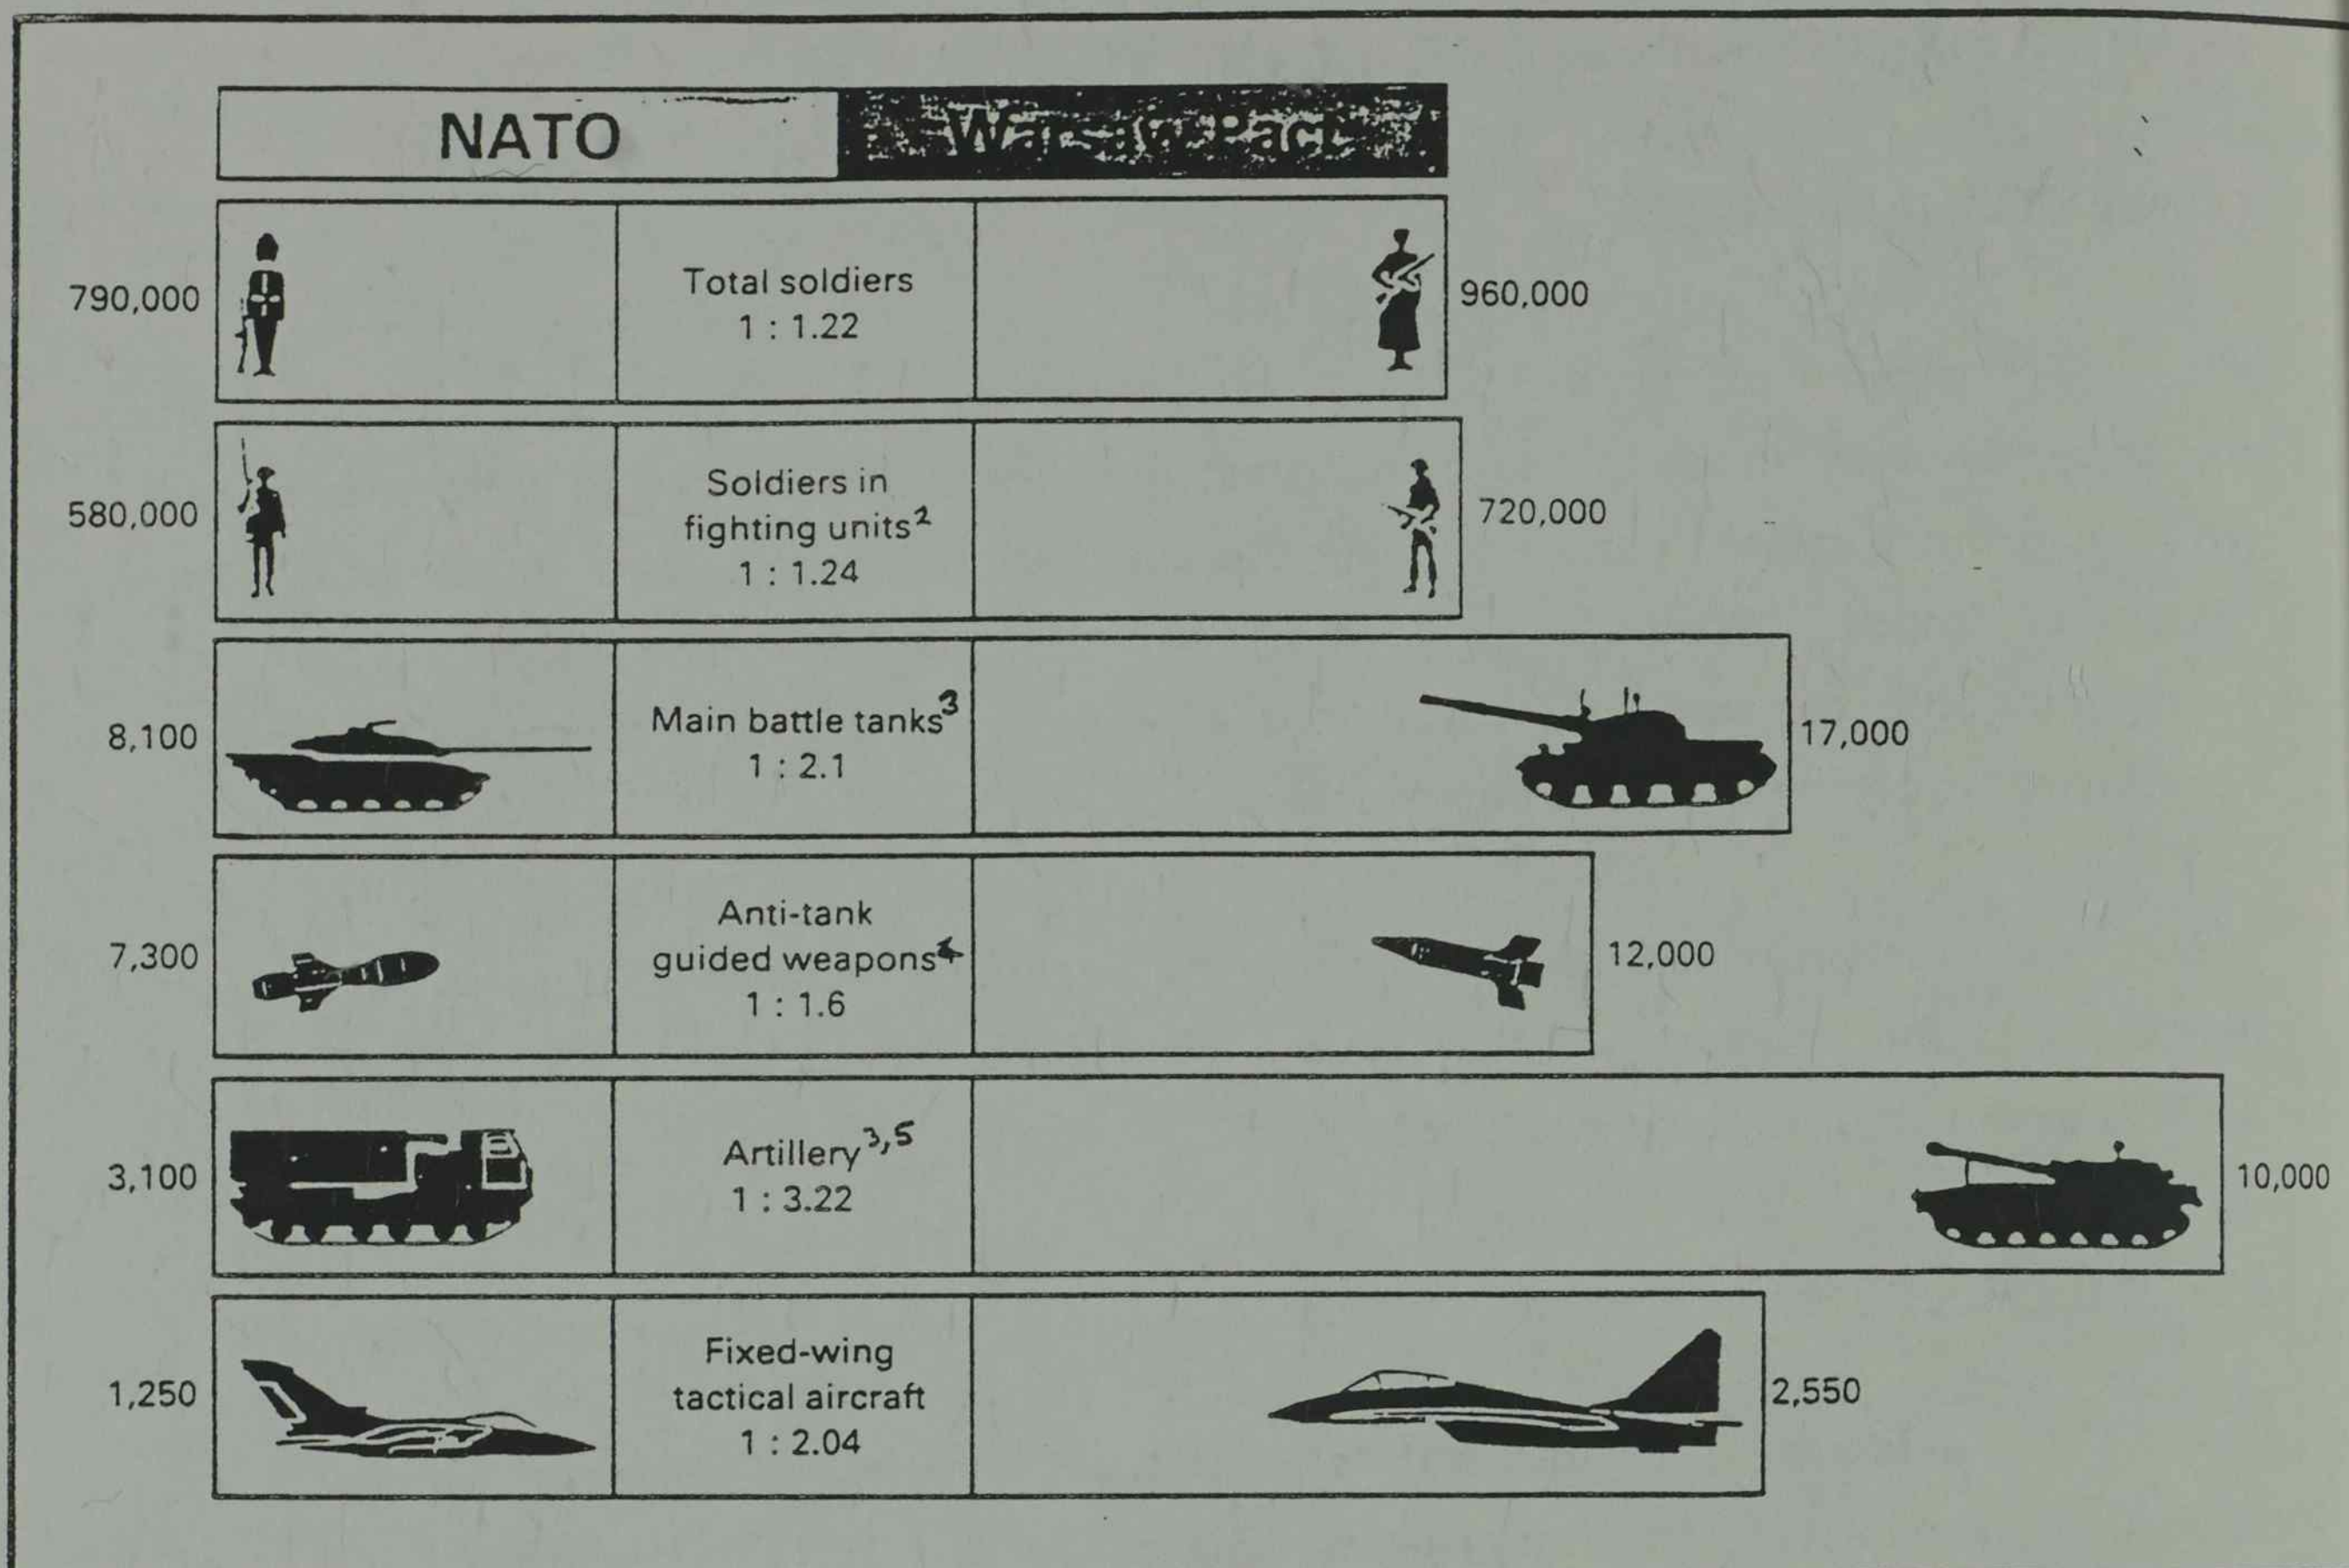 NATO
Warsaw Pact
790,000
Total soldiers
1 : 1.22
960,000
580,000
Soldiers in
fighting units²
1 : 1.24
720,000
8,100
Main battle tanks³
1 : 2.1
17,000
7,300
Anti-tank
guided weapons⁴
1 : 1.6
12,000
3,100
Artillery³,⁵
1 : 3.22
10,000
1,250
Fixed-wing
tactical aircraft
1 : 2.04
2,550